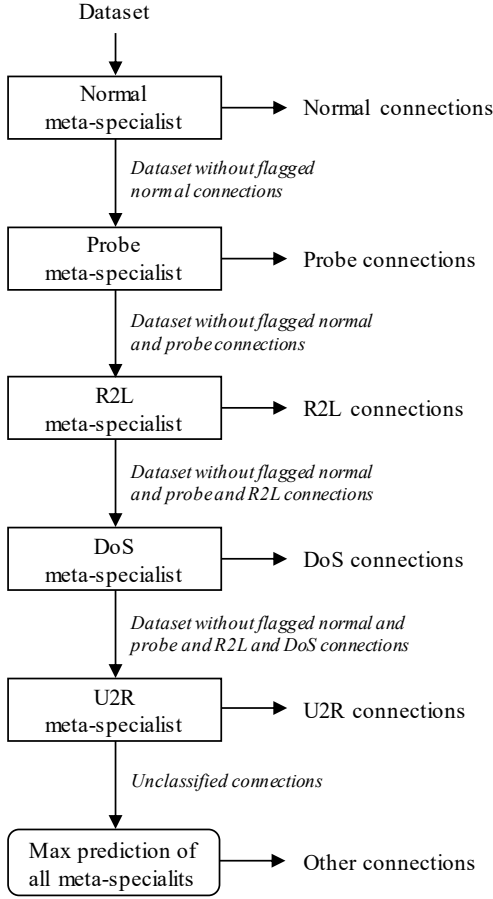 Dataset
Normal
meta-specialist
Normal connections
Dataset without flagged
normal connections
Probe
meta-specialist
Probe connections
Dataset without flagged normal
and probe connections
R2L
meta-specialist
R2L connections
Dataset without flagged normal
and probe and R2L connections
DoS
meta-specialist
DoS connections
Dataset without flagged normal and
probe and R2L and DoS connections
U2R
meta-specialist
U2R connections
Unclassified connections
Max prediction of
all meta-specialits
Other connections